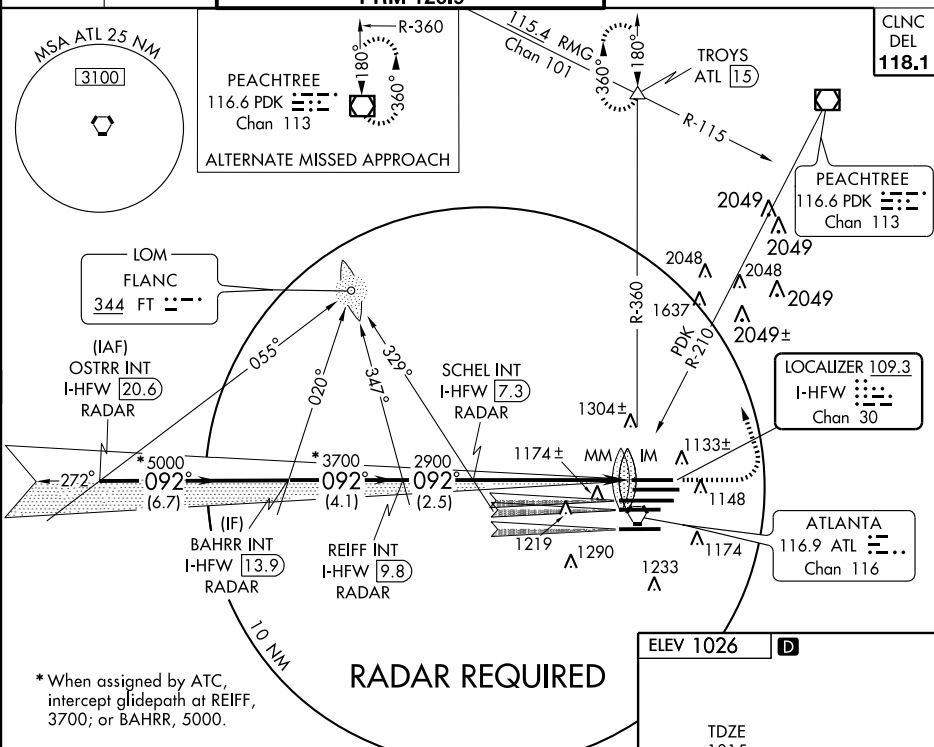 PRM 128.9
MSA ATL 25 NM
3100
R-360
180°
360°
PEACHTREE
116.6 PDK
Chan 113
ALTERNATE MISSED APPROACH
115.4 RMG
Chan 101
360°
180°
TROYS
ATL 15
R-115
CLNC
DEL
118.1
PEACHTREE
116.6 PDK
Chan 113
2049
2049
2048
2048
2049
1637
2049±
R-360
PDK
R-210
LOM
FLANC
344 FT
055°
020°
347°
329°
(IAF)
OSTRR INT
I-HFW 20.6
RADAR
SCHEL INT
I-HFW 7.3
RADAR
LOCALIZER 109.3
I-HFW
Chan 30
1304±
1174±
MM
IM
1133±
1148
272°
*5000
092°
(6.7)
*3700
092°
(4.1)
2900
092°
(2.5)
(IF)
BAHRR INT
I-HFW 13.9
RADAR
REIFF INT
I-HFW 9.8
RADAR
1219
1290
1233
1174
ATLANTA
116.9 ATL
Chan 116
10 NM
RADAR REQUIRED
* When assigned by ATC,
intercept glidepath at REIFF,
3700; or BAHRR, 5000.
ELEV 1026 D
TDZE